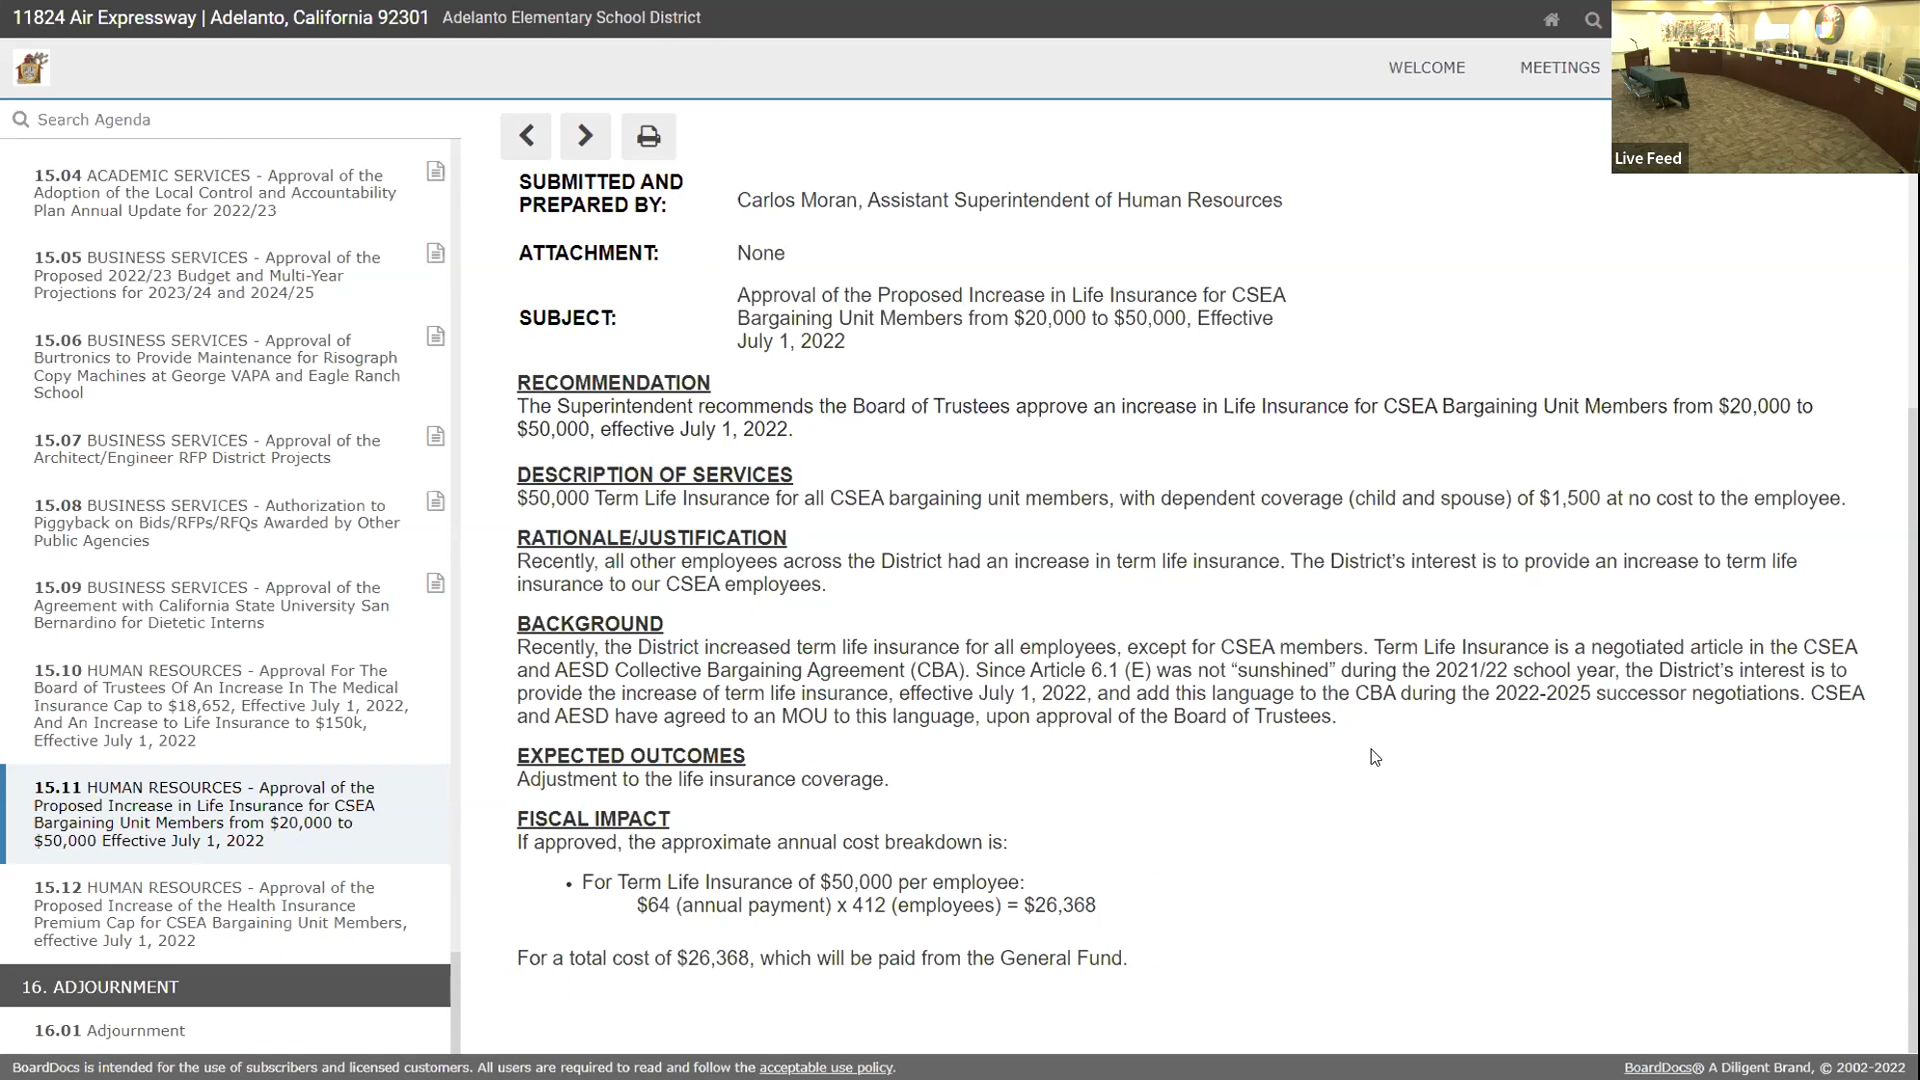 11824 Air Expressway | Adelanto, California 92301 Adelanto Elementary School District
WELCOME MEETINGS
Live Feed
Search Agenda
15.04 ACADEMIC SERVICES - Approval of the
Adoption of the Local Control and Accountability
Plan Annual Update for 2022/23
15.05 BUSINESS SERVICES - Approval of the
Proposed 2022/23 Budget and Multi-Year
Projections for 2023/24 and 2024/25
15.06 BUSINESS SERVICES - Approval of
Burtronics to Provide Maintenance for Risograph
Copy Machines at George VAPA and Eagle Ranch
School
15.07 BUSINESS SERVICES - Approval of the
Architect/Engineer RFP District Projects
15.08 BUSINESS SERVICES - Authorization to
Piggyback on Bids/RFPs/RFQs Awarded by Other
Public Agencies
15.09 BUSINESS SERVICES - Approval of the
Agreement with California State University San
Bernardino for Dietetic Interns
15.10 HUMAN RESOURCES - Approval For The
Board of Trustees Of An Increase In The Medical
Insurance Cap to $18,652, Effective July 1, 2022,
And An Increase to Life Insurance to $150k,
Effective July 1, 2022
15.11 HUMAN RESOURCES - Approval of the
Proposed Increase in Life Insurance for CSEA
Bargaining Unit Members from $20,000 to
$50,000 Effective July 1, 2022
15.12 HUMAN RESOURCES - Approval of the
Proposed Increase of the Health Insurance
Premium Cap for CSEA Bargaining Unit Members,
effective July 1, 2022
16. ADJOURNMENT
16.01 Adjournment
SUBMITTED AND
PREPARED BY:
Carlos Moran, Assistant Superintendent of Human Resources
ATTACHMENT: None
SUBJECT:
Approval of the Proposed Increase in Life Insurance for CSEA
Bargaining Unit Members from $20,000 to $50,000, Effective
July 1, 2022
RECOMMENDATION
The Superintendent recommends the Board of Trustees approve an increase in Life Insurance for CSEA Bargaining Unit Members from $20,000 to
$50,000, effective July 1, 2022.
DESCRIPTION OF SERVICES
$50,000 Term Life Insurance for all CSEA bargaining unit members, with dependent coverage (child and spouse) of $1,500 at no cost to the employee.
RATIONALE/JUSTIFICATION
Recently, all other employees across the District had an increase in term life insurance. The District's interest is to provide an increase to term life
insurance to our CSEA employees.
BACKGROUND
Recently, the District increased term life insurance for all employees, except for CSEA members. Term Life Insurance is a negotiated article in the CSEA
and AESD Collective Bargaining Agreement (CBA). Since Article 6.1 (E) was not “sunshined” during the 2021/22 school year, the District's interest is to
provide the increase of term life insurance, effective July 1, 2022, and add this language to the CBA during the 2022-2025 successor negotiations. CSEA
and AESD have agreed to an MOU to this language, upon approval of the Board of Trustees.
EXPECTED OUTCOMES
Adjustment to the life insurance coverage.
FISCAL IMPACT
If approved, the approximate annual cost breakdown is:
• For Term Life Insurance of $50,000 per employee:
$64 (annual payment) x 412 (employees) = $26,368
For a total cost of $26,368, which will be paid from the General Fund.
BoardDocs is intended for the use of subscribers and licensed customers. All users are required to read and follow the acceptable use policy.
BoardDocs® A Diligent Brand, © 2002-2022